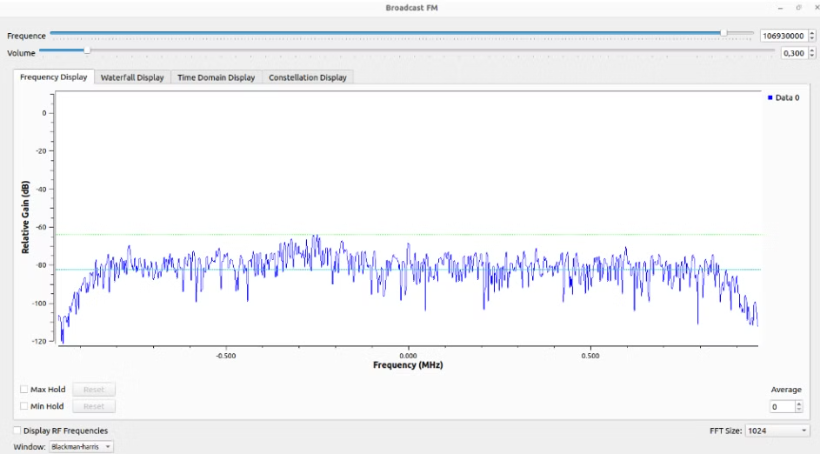 Broadcast FM
Frequence 106930000
Volume 0,300
Frequency Display Waterfall Display Time Domain Display Constellation Display
Data 0
0
-20
-40
-60
-80
-100
-120
Relative Gain (dB)
-0.500 0.000 0.500
Frequency (MHz)
Max Hold Reset Average
Min Hold Reset 0
Display RF Frequencies FFT Size: 1024
Window: Blackman-harris